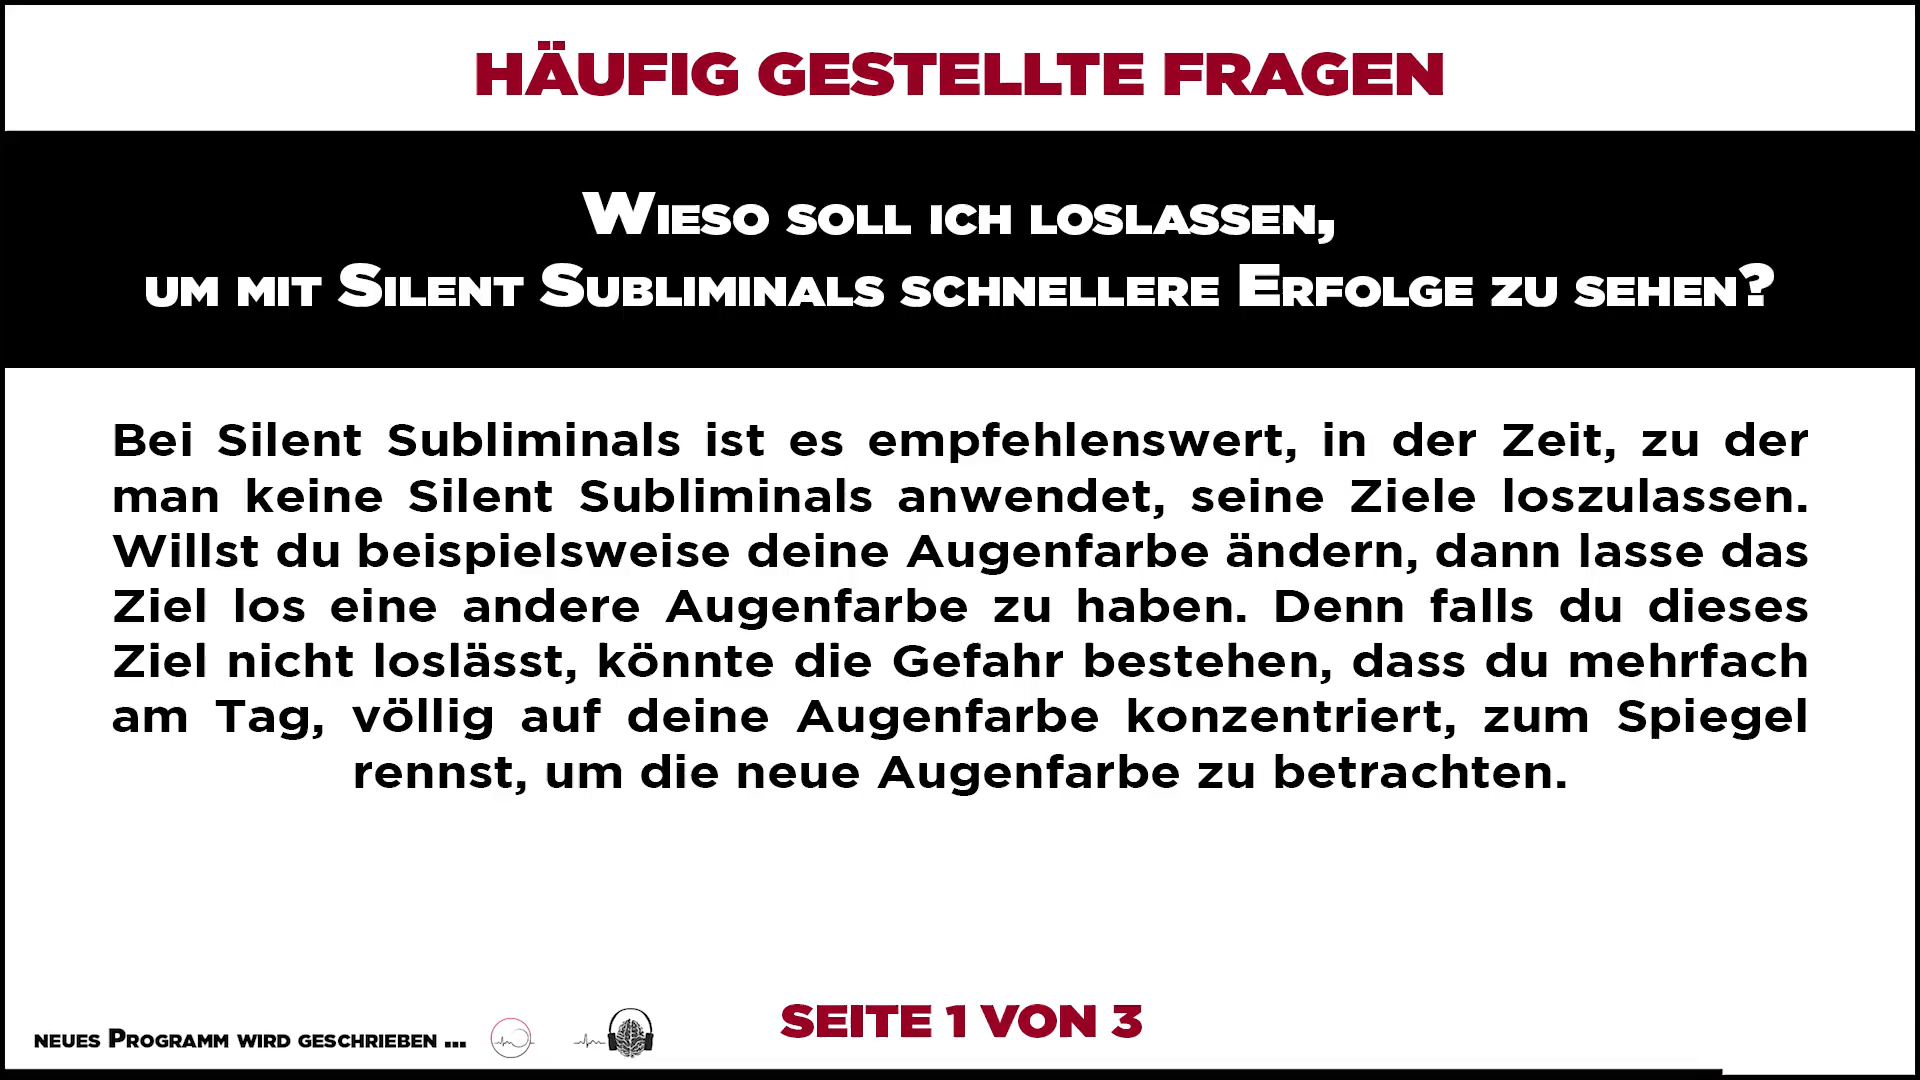 HÄUFIG GESTELLTE FRAGEN
Wieso soll ich loslassen,
um mit Silent Subliminals schnellere Erfolge zu sehen?
Bei Silent Subliminals ist es empfehlenswert, in der Zeit, zu der
man keine Silent Subliminals anwendet, seine Ziele loszulassen.
Willst du beispielsweise deine Augenfarbe ändern, dann lasse das
Ziel los eine andere Augenfarbe zu haben. Denn falls du dieses
Ziel nicht loslässt, könnte die Gefahr bestehen, dass du mehrfach
am Tag, völlig auf deine Augenfarbe konzentriert, zum Spiegel
rennst, um die neue Augenfarbe zu betrachten.
neues Programm wird geschrieben ...
SEITE 1 VON 3